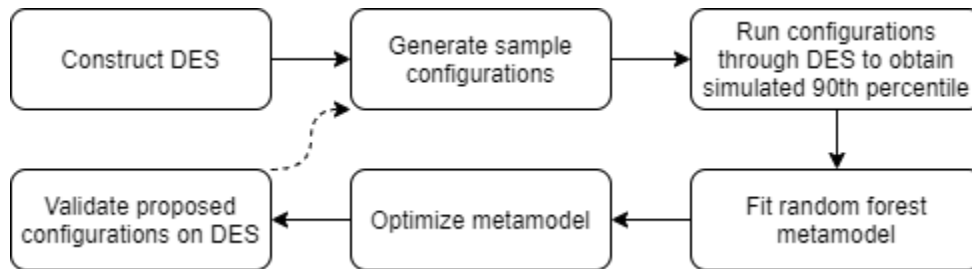 Construct DES
Generate sample
configurations
Run configurations
through DES to obtain
simulated 90th percentile
Validate proposed
configurations on DES
Optimize metamodel
Fit random forest
metamodel